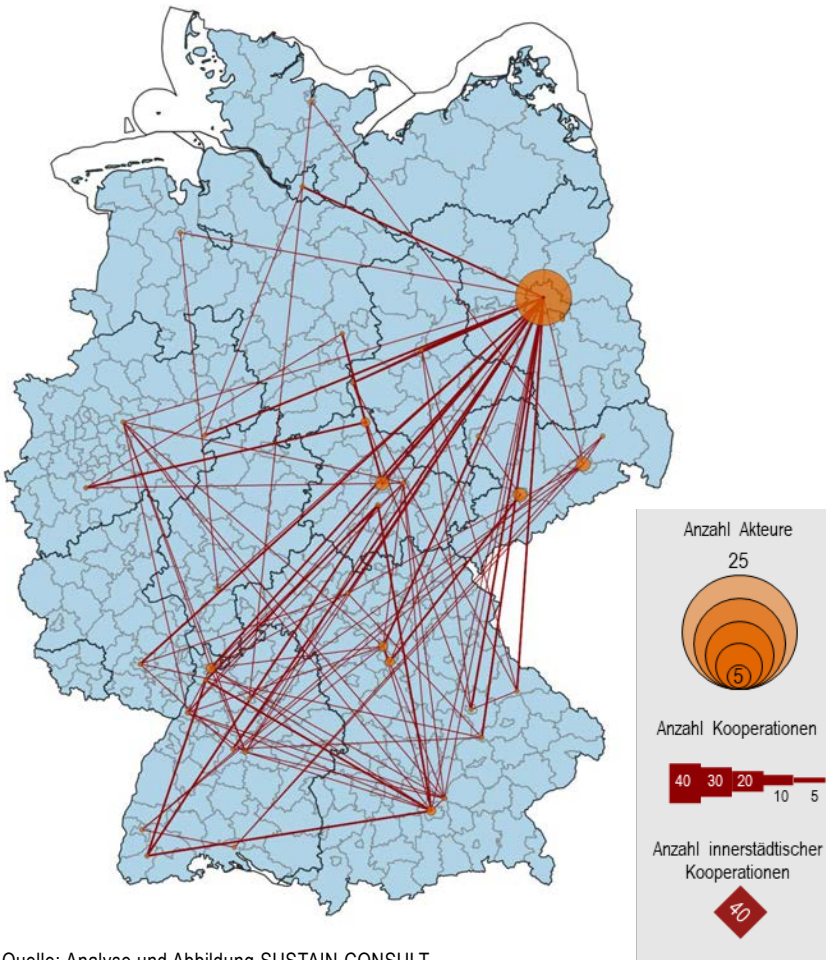 Anzahl Akteure
25
5
Anzahl Kooperationen
40 30 20 10 5
Anzahl innerstädtischer
Kooperationen
40
Quelle: Analyse und Abbildung SUSTAIN CONSULT